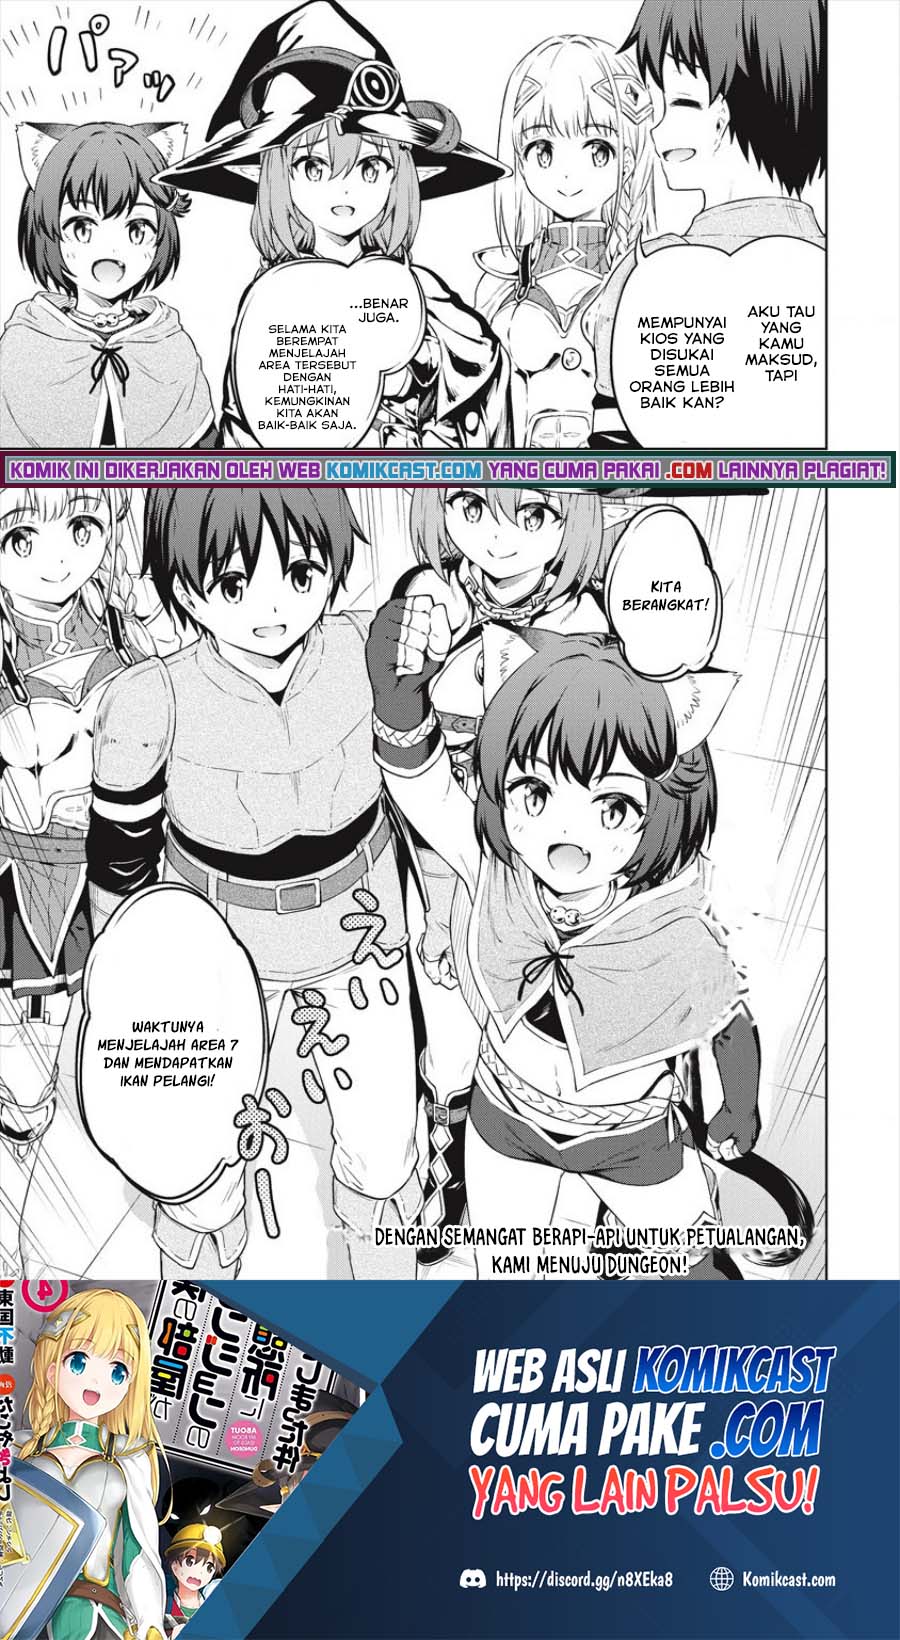 パアッ
AKU TAU
YANG
KAMU
MAKSUD,
TAPI
MEMPUNYAI
KIOS YANG
DISUKAI
SEMUA
ORANG LEBIH
BAIK KAN?
...BENAR
JUGA.
SELAMA KITA
BEREMPAT
MENJELAJAH
AREA TERSEBUT
DENGAN
HATI-HATI,
KEMUNGKINAN
KITA AKAN
BAIK-BAIK SAJA.
KOMIK INI DIKERJAKAN OLEH WEB KOMIKCAST.COM YANG CUMA PAKAI .COM LAINNYA PLAGIAT!
KITA
BERANGKAT!
WAKTUNYA
MENJELAJAH AREA 7
DAN MENDAPATKAN
IKAN PELANGI!
えい
えい
おー
DENGAN SEMANGAT BERAPI-API UNTUK PETUALANGAN,
KAMI MENUJU DUNGEON!
4
ABOUT
WEB ASLI KOMIKCAST
CUMA PAKE .COM
YANG LAIN PALSU!
https://discord.gg/n8XEka8
Komikcast.com